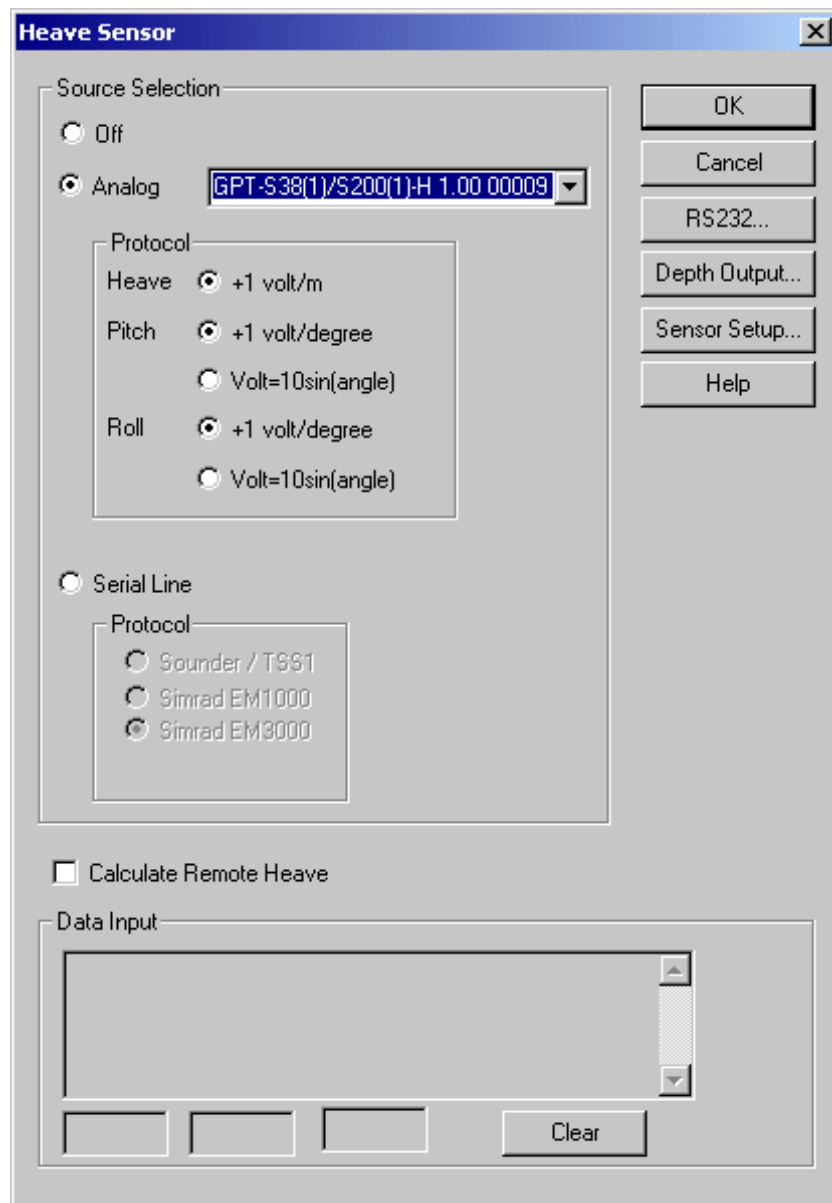 Heave Sensor
Source Selection
Off
Analog GPT-S38(1)/S200(1)-H 1.00 00009
Protocol
Heave +1 volt/m
Pitch +1 volt/degree
Volt=10sin(angle)
Roll +1 volt/degree
Volt=10sin(angle)
Serial Line
Protocol
Sounder / TSS1
Simrad EM1000
Simrad EM3000
OK
Cancel
RS232...
Depth Output...
Sensor Setup...
Help
Calculate Remote Heave
Data Input
Clear